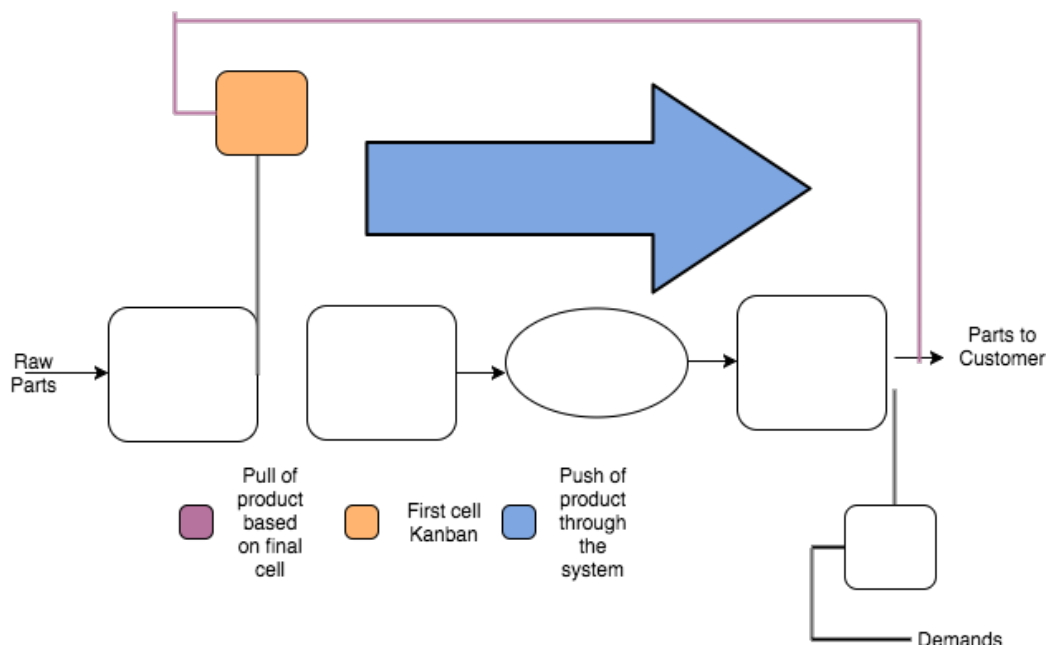 Raw
Parts
Parts to
Customer
Pull of
product
based
on final
cell
First cell
Kanban
Push of
product
through
the
system
Demands